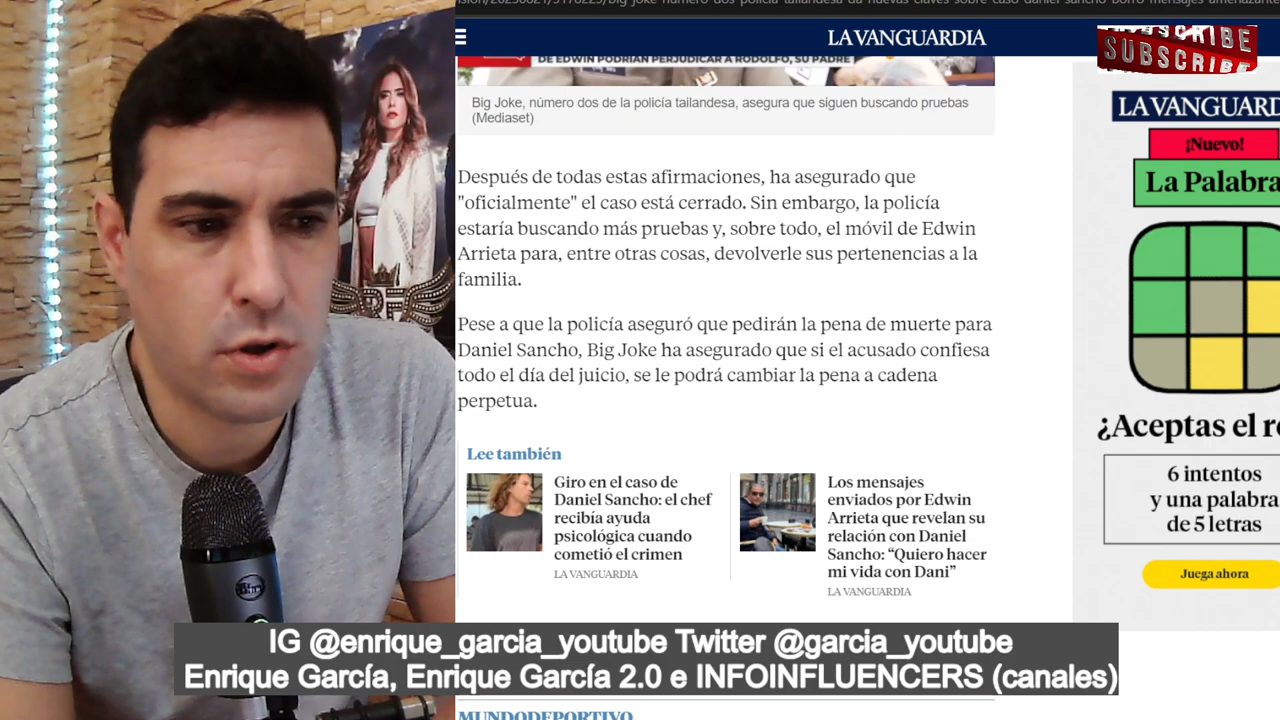 LA VANGUARDIA
SUBSCRIBE
SUBSCRIBE
DE EDWIN PODRÍAN PERJUDICAR A RODOLFO, SU PADRE
Big Joke, número dos de la policía tailandesa, asegura que siguen buscando pruebas
(Mediaset)
Después de todas estas afirmaciones, ha asegurado que
"oficialmente" el caso está cerrado. Sin embargo, la policía
estaría buscando más pruebas y, sobre todo, el móvil de Edwin
Arrieta para, entre otras cosas, devolverle sus pertenencias a la
familia.
Pese a que la policía aseguró que pedirán la pena de muerte para
Daniel Sancho, Big Joke ha asegurado que si el acusado confiesa
todo el día del juicio, se le podrá cambiar la pena a cadena
perpetua.
Lee también
Giro en el caso de
Daniel Sancho: el chef
recibía ayuda
psicológica cuando
cometió el crimen
LA VANGUARDIA
Los mensajes
enviados por Edwin
Arrieta que revelan su
relación con Daniel
Sancho: “Quiero hacer
mi vida con Dani”
LA VANGUARDIA
LA VANGUARD
¡Nuevo!
La Palabra
¿Aceptas el re
6 intentos
y una palabra
de 5 letras
Juega ahora
IG @enrique_garcia_youtube Twitter @garcia_youtube
Enrique García, Enrique García 2.0 e INFOINFLUENCERS (canales)
MUNDODEPORTIVO